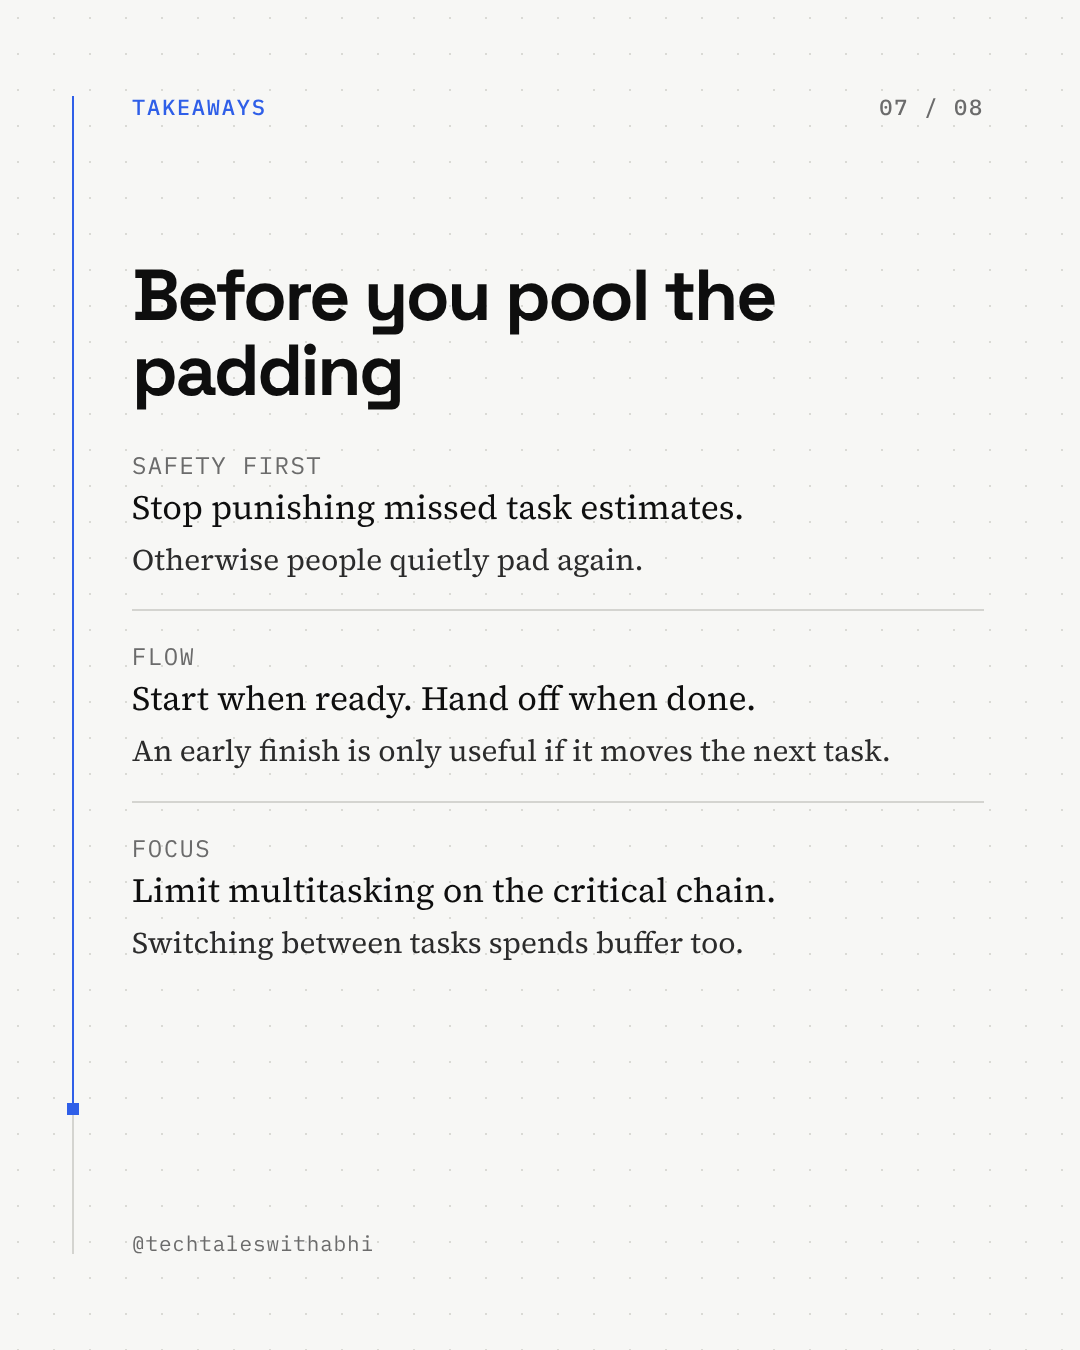 TAKEAWAYS
07 / 08
Before you pool the
padding
SAFETY FIRST
Stop punishing missed task estimates.
Otherwise people quietly pad again.
FLOW
Start when ready. Hand off when done.
An early finish is only useful if it moves the next task.
FOCUS
Limit multitasking on the critical chain.
Switching between tasks spends buffer too.
@techtaleswithabhi